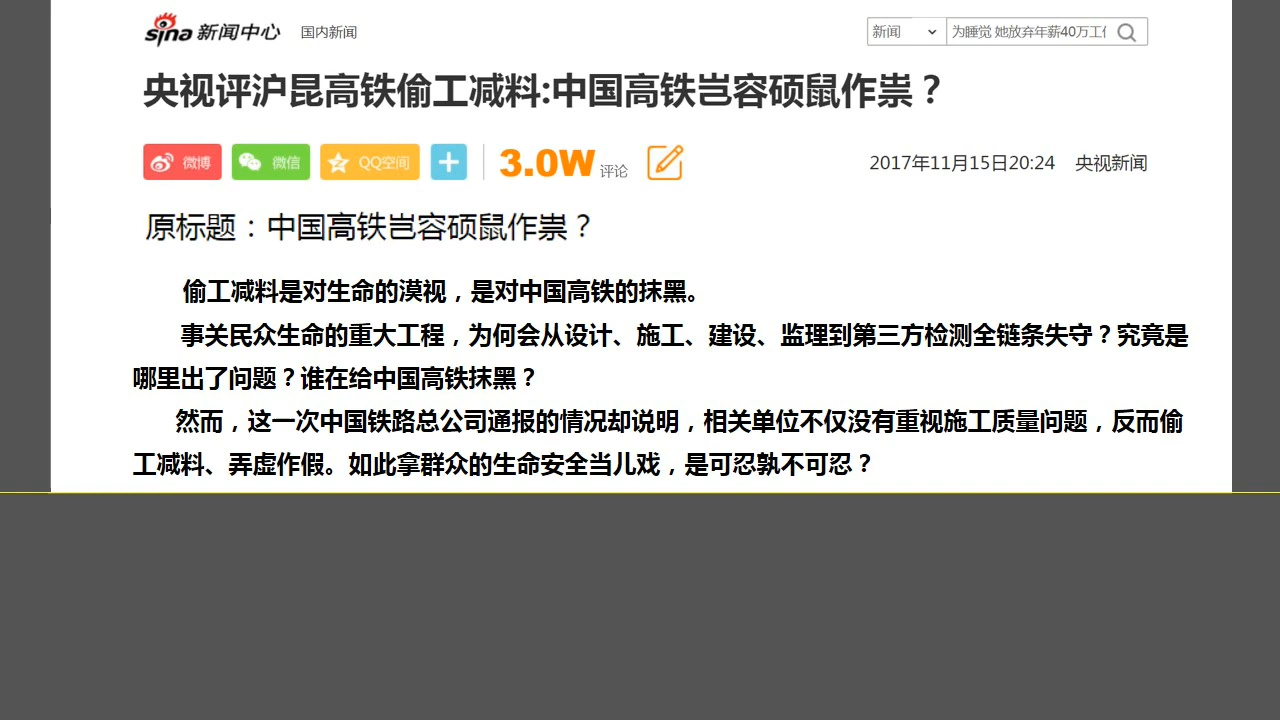 sina 新闻中心 国内新闻
新闻 为睡觉 她放弃年薪40万工
央视评沪昆高铁偷工减料:中国高铁岂容硕鼠作祟？
微博 微信 QQ空间 3.0W 评论 2017年11月15日20:24 央视新闻
原标题：中国高铁岂容硕鼠作祟？
偷工减料是对生命的漠视，是对中国高铁的抹黑。
事关民众生命的重大工程，为何会从设计、施工、建设、监理到第三方检测全链条失守？究竟是
哪里出了问题？谁在给中国高铁抹黑？
然而，这一次中国铁路总公司通报的情况却说明，相关单位不仅没有重视施工质量问题，反而偷
工减料、弄虚作假。如此拿群众的生命安全当儿戏，是可忍孰不可忍？